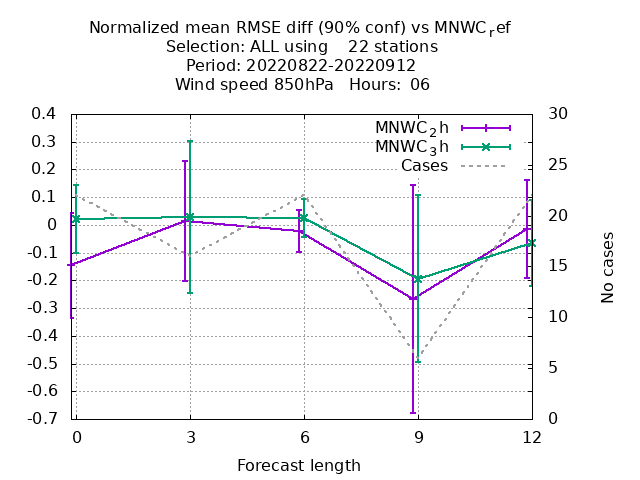 Normalized mean RMSE diff (90% conf) vs MNWC_ref
Selection: ALL using 22 stations
Period: 20220822-20220912
Wind speed 850hPa Hours: 06
MNWC_2h
MNWC_3h
Cases
0.4
0.3
0.2
0.1
0
-0.1
-0.2
-0.3
-0.4
-0.5
-0.6
-0.7
30
25
20
15
10
5
0
No cases
0 3 6 9 12
Forecast length